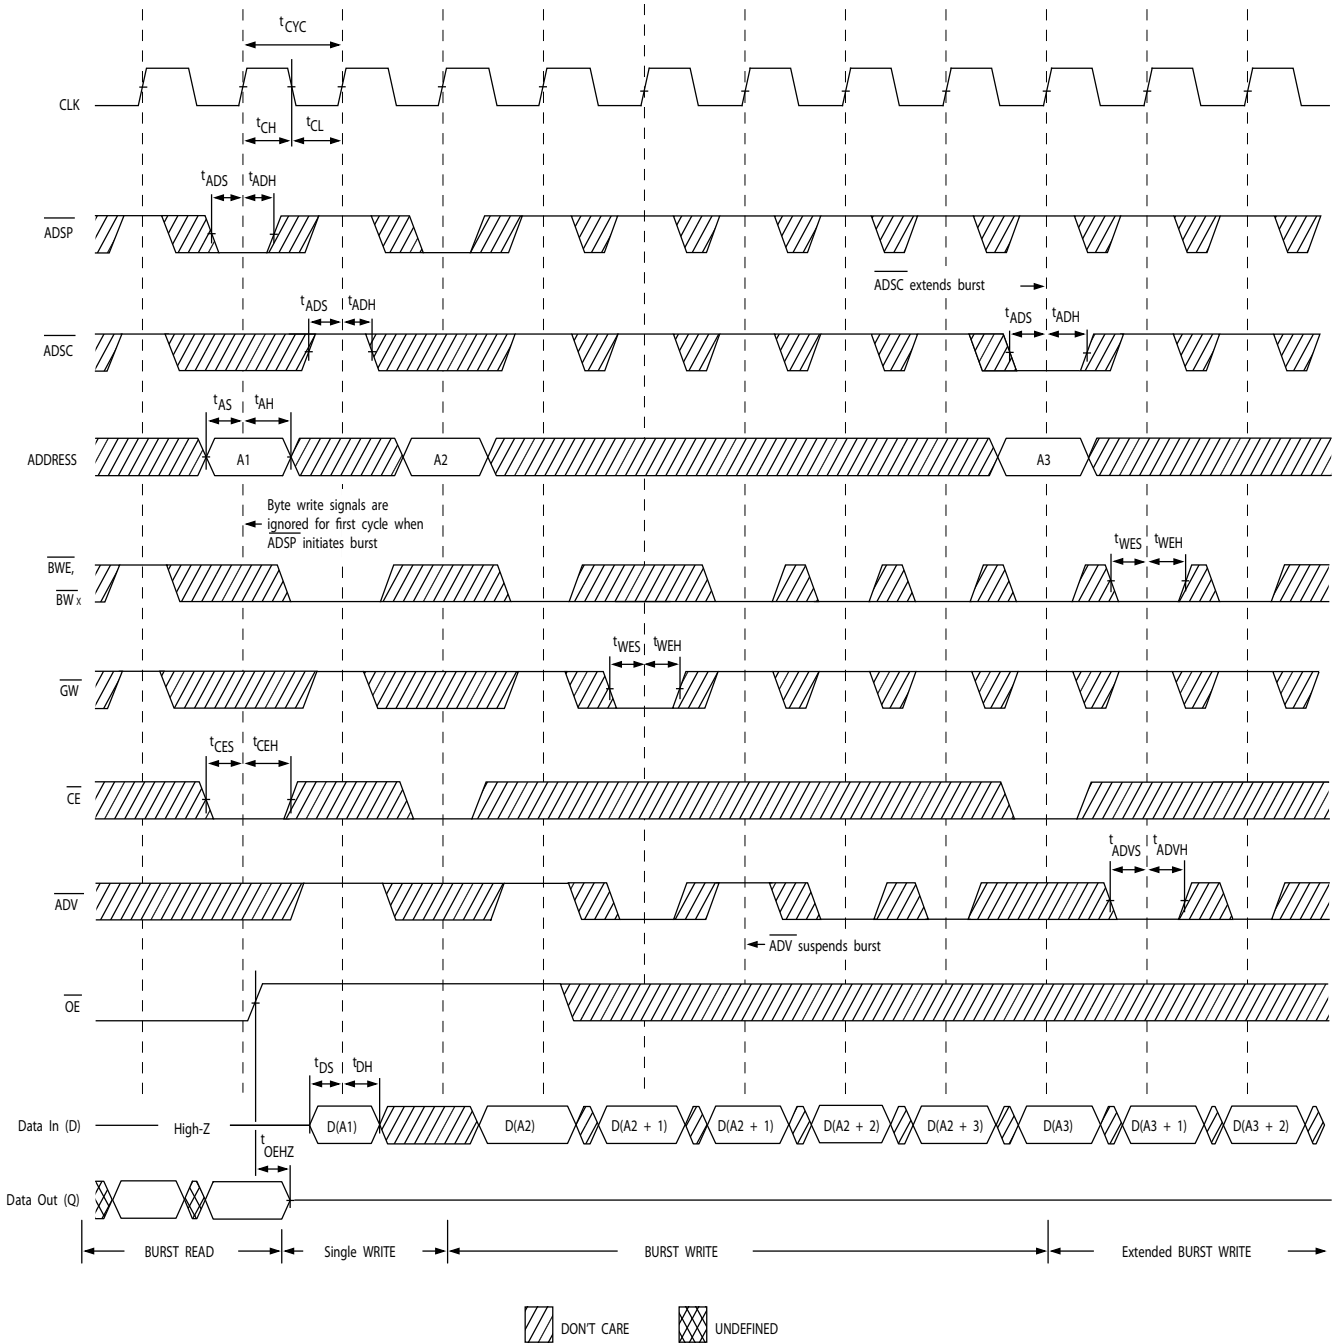 tCYC
CLK
tCH
tCL
tADS
tADH
ADSP
ADSC extends burst
tADS
tADH
tADS
tADH
ADSC
tAS
tAH
ADDRESS
A1
A2
A3
Byte write signals are
ignored for first cycle when
ADSP initiates burst
tWES
tWEH
BWE,
BW x
tWES
tWEH
GW
tCES
tCEH
CE
tADVS
tADVH
ADV
ADV suspends burst
OE
tDS
tDH
Data In (D)
High-Z
D(A1)
D(A2)
D(A2 + 1)
D(A2 + 1)
D(A2 + 2)
D(A2 + 3)
D(A3)
D(A3 + 1)
D(A3 + 2)
tOEHZ
Data Out (Q)
BURST READ
Single WRITE
BURST WRITE
Extended BURST WRITE
DON'T CARE
UNDEFINED